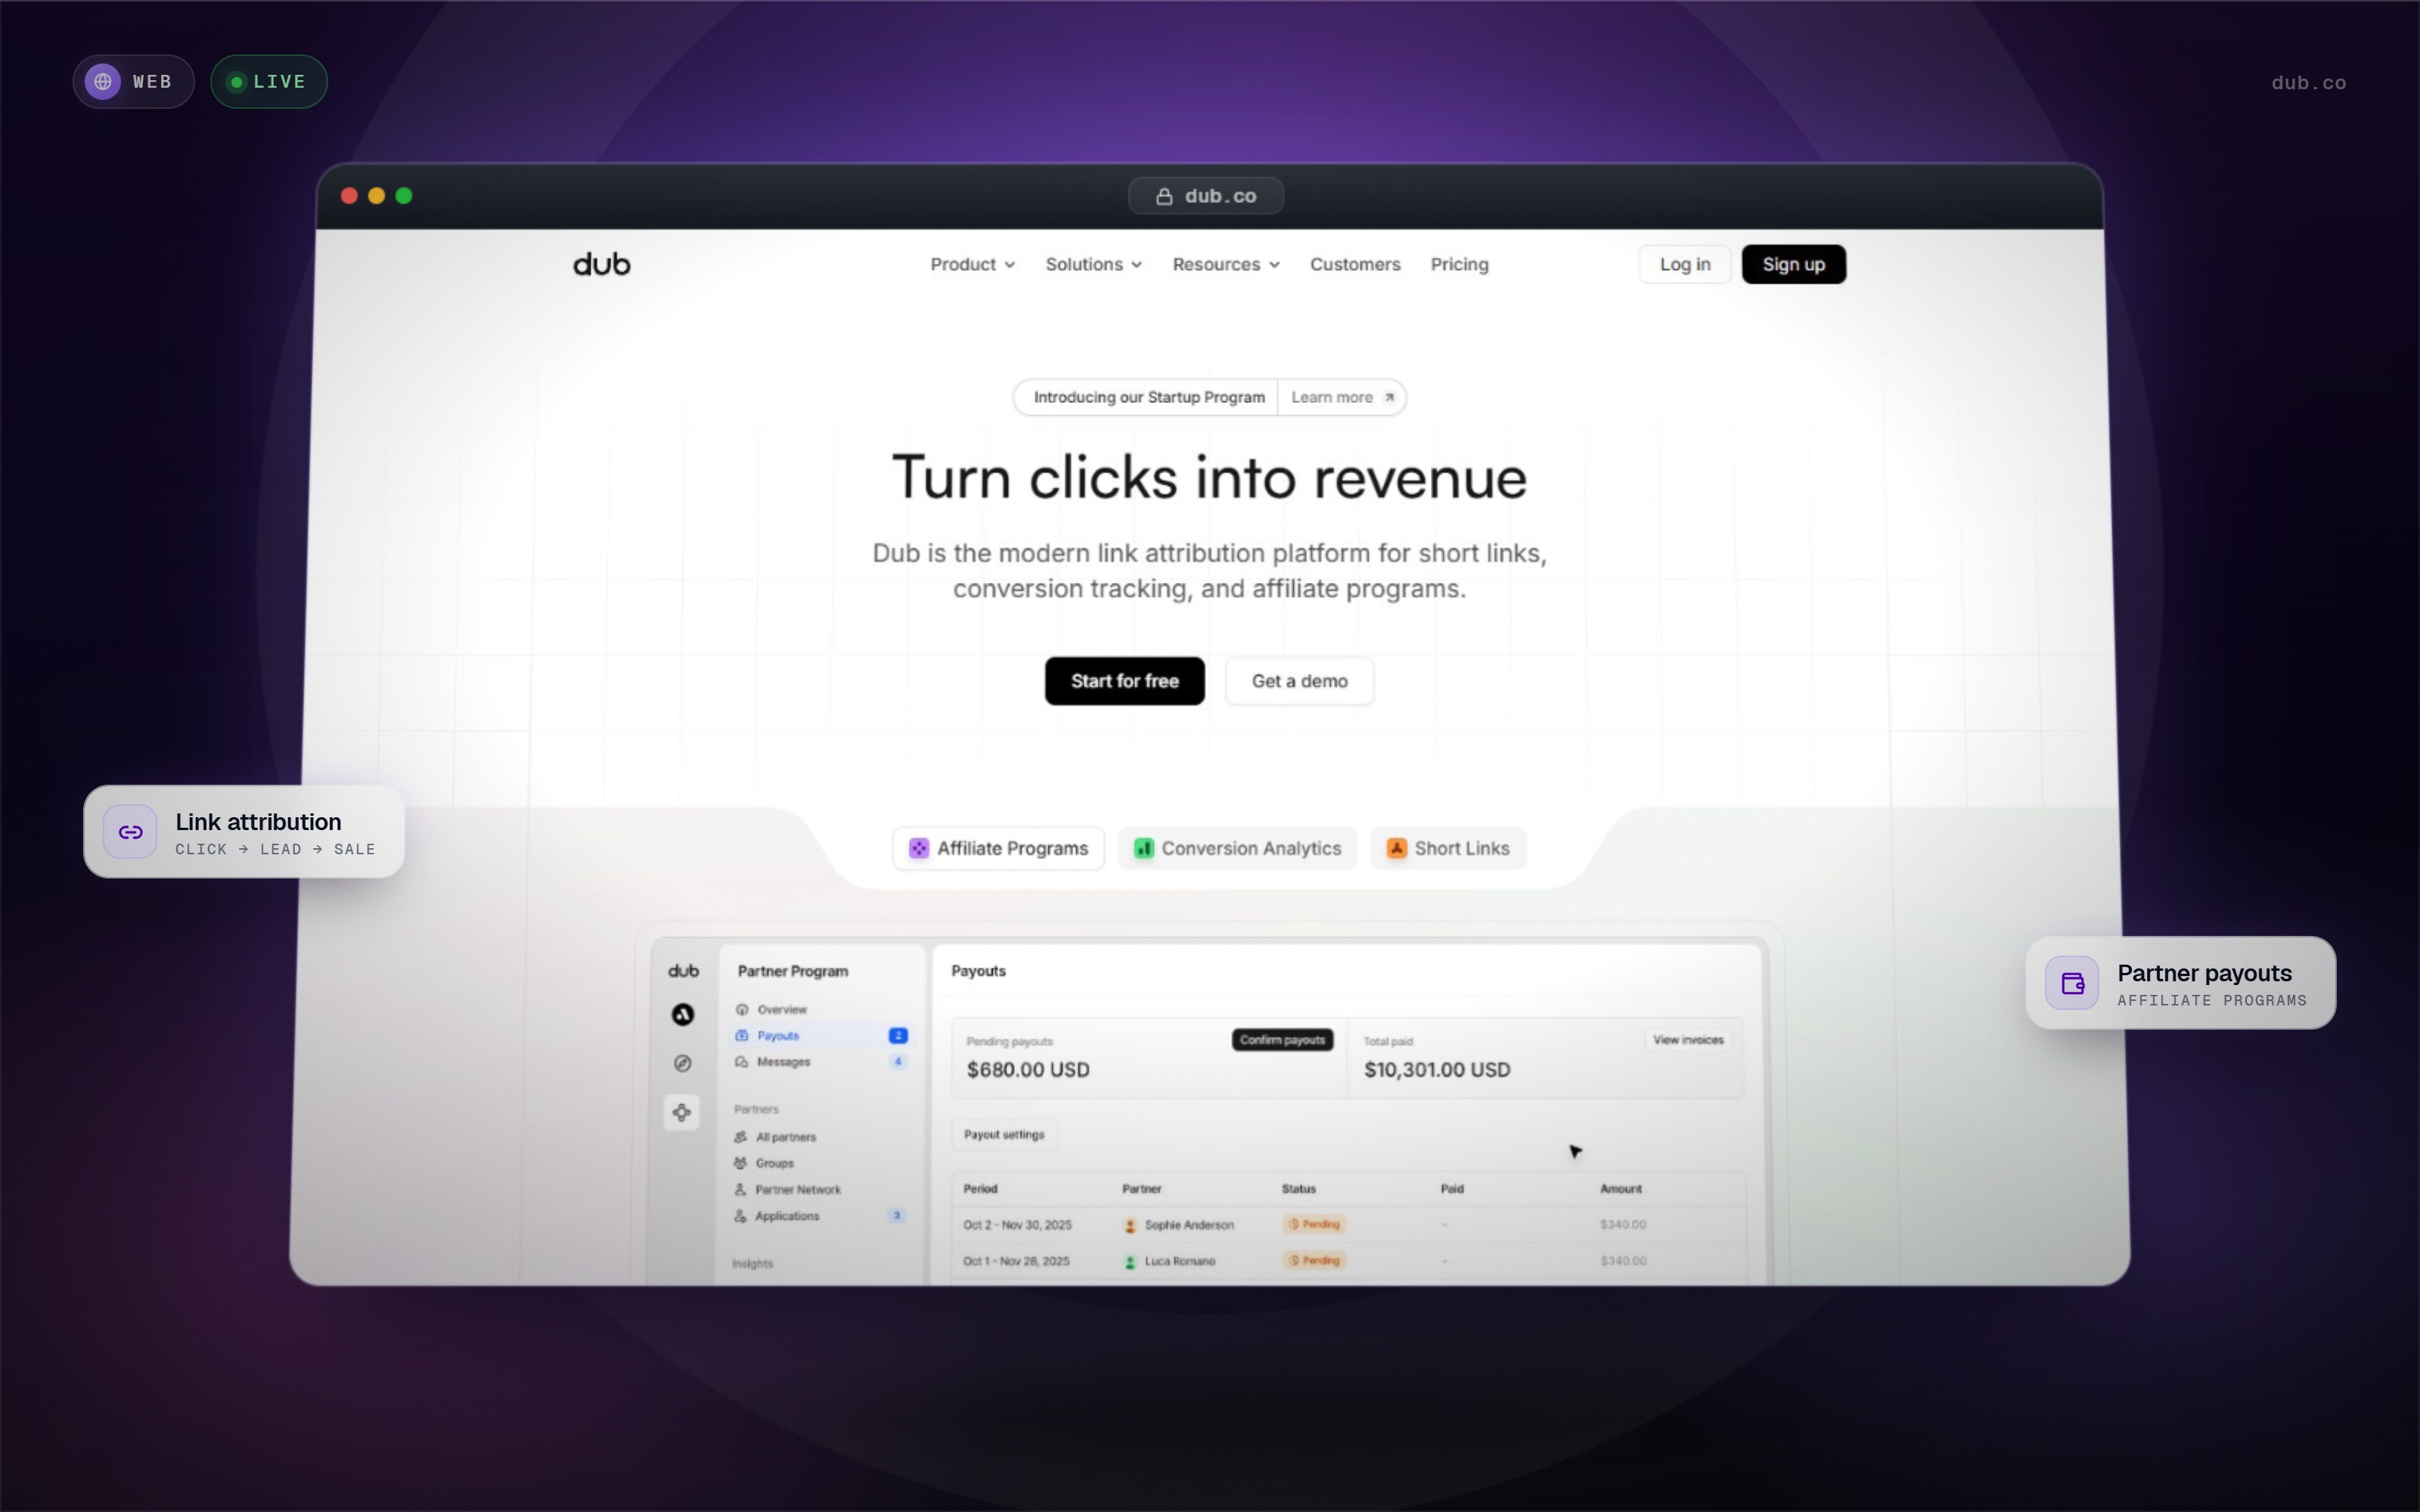 WEB
LIVE
dub.co
dub.co
dub
Product
Solutions
Resources
Customers
Pricing
Log in
Sign up
Introducing our Startup Program
Learn more
Turn clicks into revenue
Dub is the modern link attribution platform for short links,
conversion tracking, and affiliate programs.
Start for free
Get a demo
Link attribution
CLICK → LEAD → SALE
Affiliate Programs
Conversion Analytics
Short Links
Partner payouts
AFFILIATE PROGRAMS
dub
Partner Program
Overview
Payouts 2
Messages 4
Partners
All partners
Groups
Partner Network
Applications 3
Insights
Payouts
Pending payouts
Confirm payouts
$680.00 USD
Total paid
View invoices
$10,301.00 USD
Payout settings
Period Partner Status Paid Amount
Oct 2 - Nov 30, 2025 Sophie Anderson Pending - $340.00
Oct 1 - Nov 28, 2025 Luca Romano Pending - $340.00